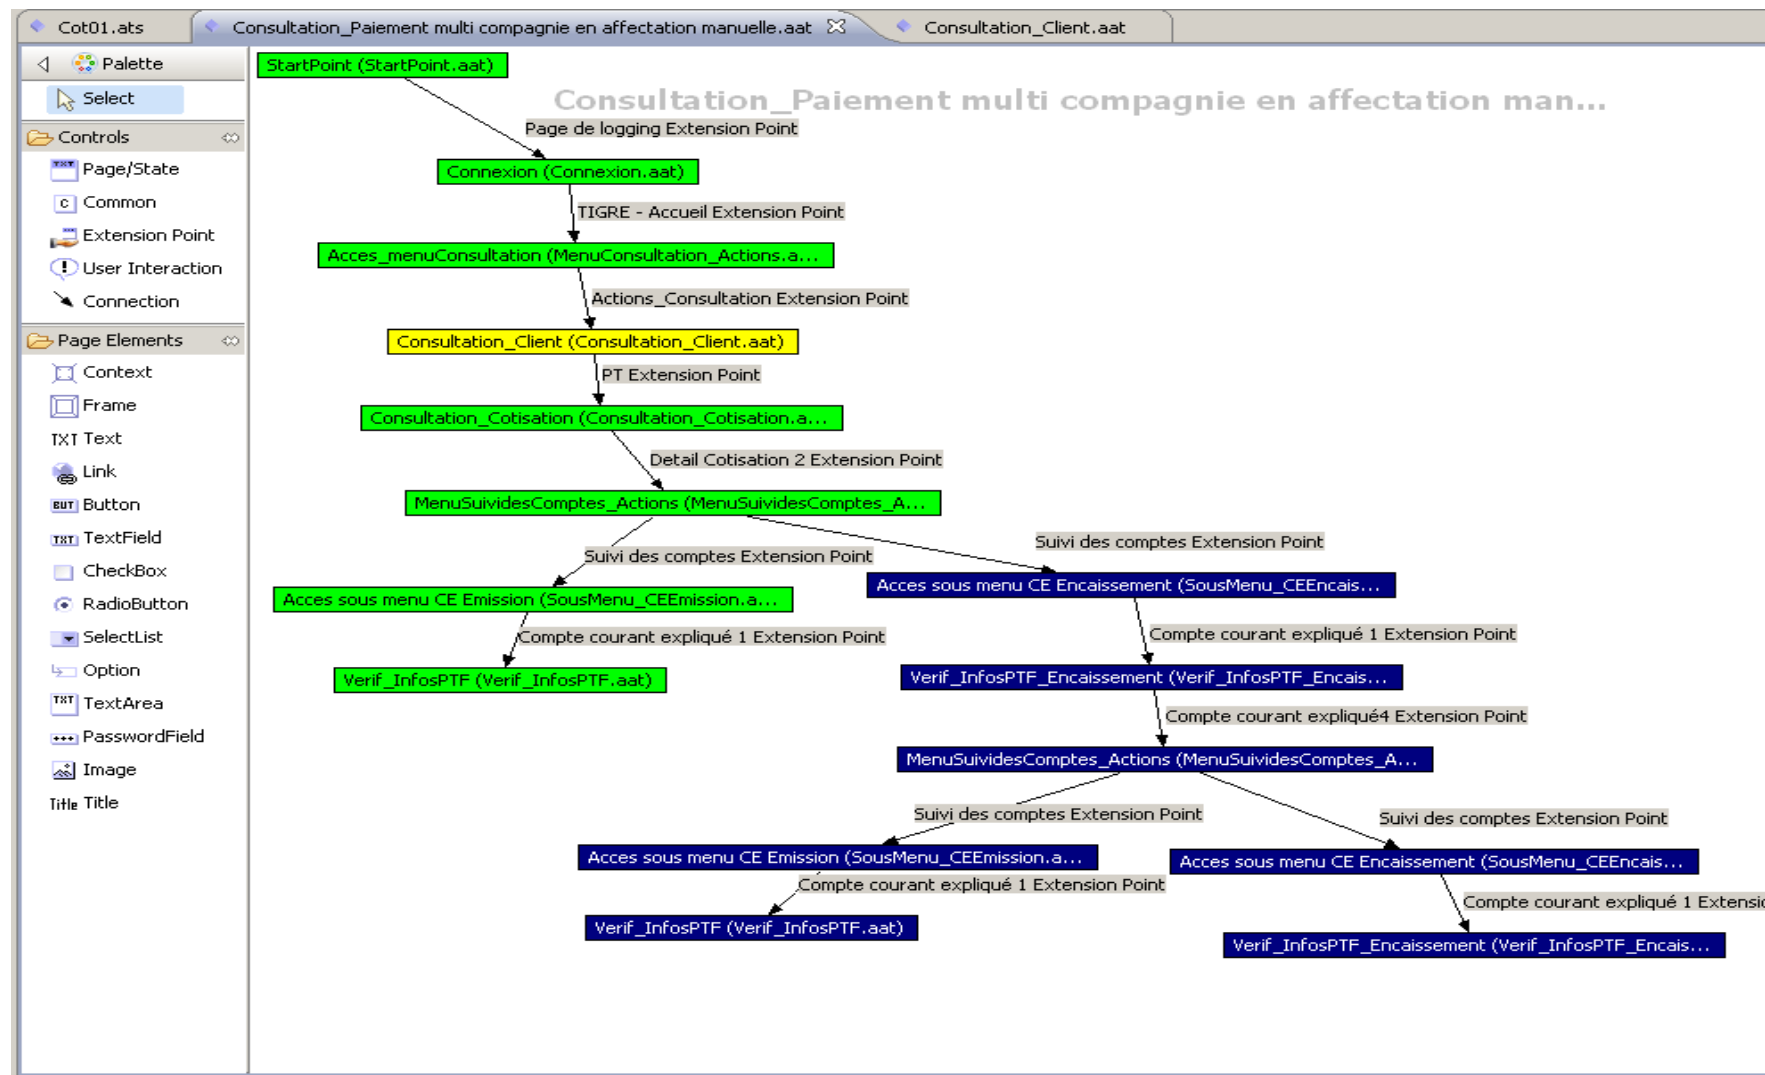 Cot01.ats
Consultation_Paiement multi compagnie en affectation manuelle.aat
Consultation_Client.aat
Palette
Select
Controls
Page/State
Common
Extension Point
User Interaction
Connection
Page Elements
Context
Frame
TXT Text
Link
BUT Button
TXT TextField
CheckBox
RadioButton
SelectList
Option
TXT TextArea
PasswordField
Image
Title Title
Consultation_Paiement multi compagnie en affectation man...
StartPoint (StartPoint.aat)
Page de logging Extension Point
Connexion (Connexion.aat)
TIGRE - Accueil Extension Point
Acces_menuConsultation (MenuConsultation_Actions.a...
Actions_Consultation Extension Point
Consultation_Client (Consultation_Client.aat)
PT Extension Point
Consultation_Cotisation (Consultation_Cotisation.a...
Detail Cotisation 2 Extension Point
MenuSuividesComptes_Actions (MenuSuividesComptes_A...
Suivi des comptes Extension Point
Suivi des comptes Extension Point
Acces sous menu CE Emission (SousMenu_CEEmission.a...
Acces sous menu CE Encaissement (SousMenu_CEEncais...
Compte courant expliqué 1 Extension Point
Compte courant expliqué 1 Extension Point
Verif_InfosPTF (Verif_InfosPTF.aat)
Verif_InfosPTF_Encaissement (Verif_InfosPTF_Encais...
Compte courant expliqué4 Extension Point
MenuSuividesComptes_Actions (MenuSuividesComptes_A...
Suivi des comptes Extension Point
Suivi des comptes Extension Point
Acces sous menu CE Emission (SousMenu_CEEmission.a...
Acces sous menu CE Encaissement (SousMenu_CEEncais...
Compte courant expliqué 1 Extension Point
Compte courant expliqué 1 Extensio
Verif_InfosPTF (Verif_InfosPTF.aat)
Verif_InfosPTF_Encaissement (Verif_InfosPTF_Encais...